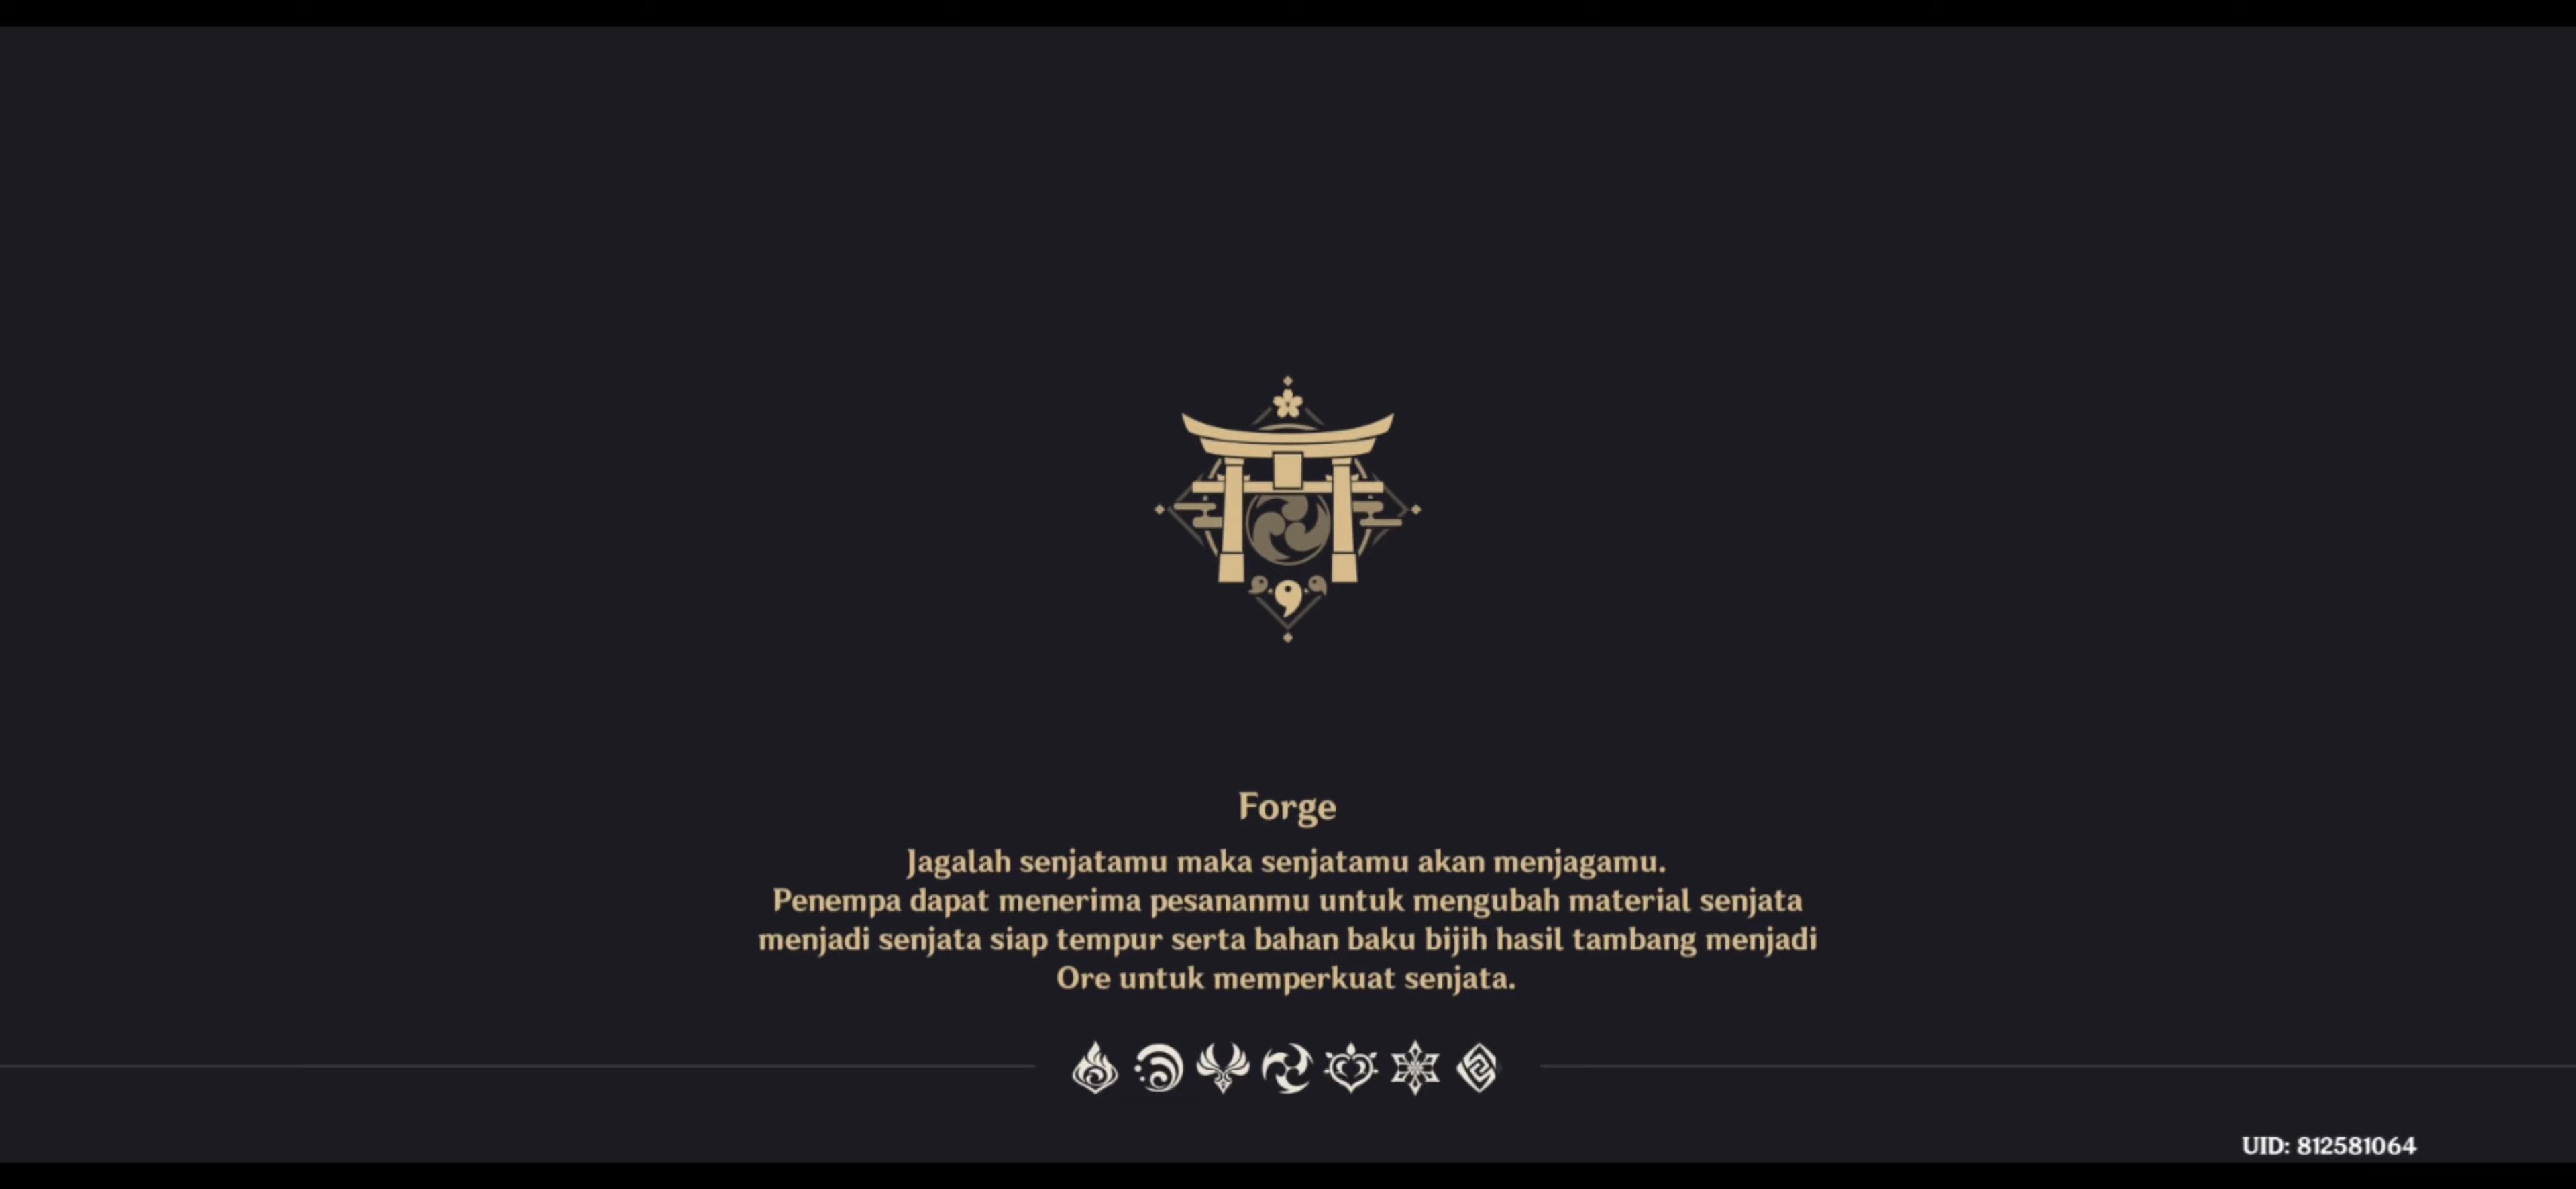 Forge
Jagalah senjatamu maka senjatamu akan menjagamu.
Penempa dapat menerima pesananmu untuk mengubah material senjata
menjadi senjata siap tempur serta bahan baku bijih hasil tambang menjadi
Ore untuk memperkuat senjata.
UID: 812581064